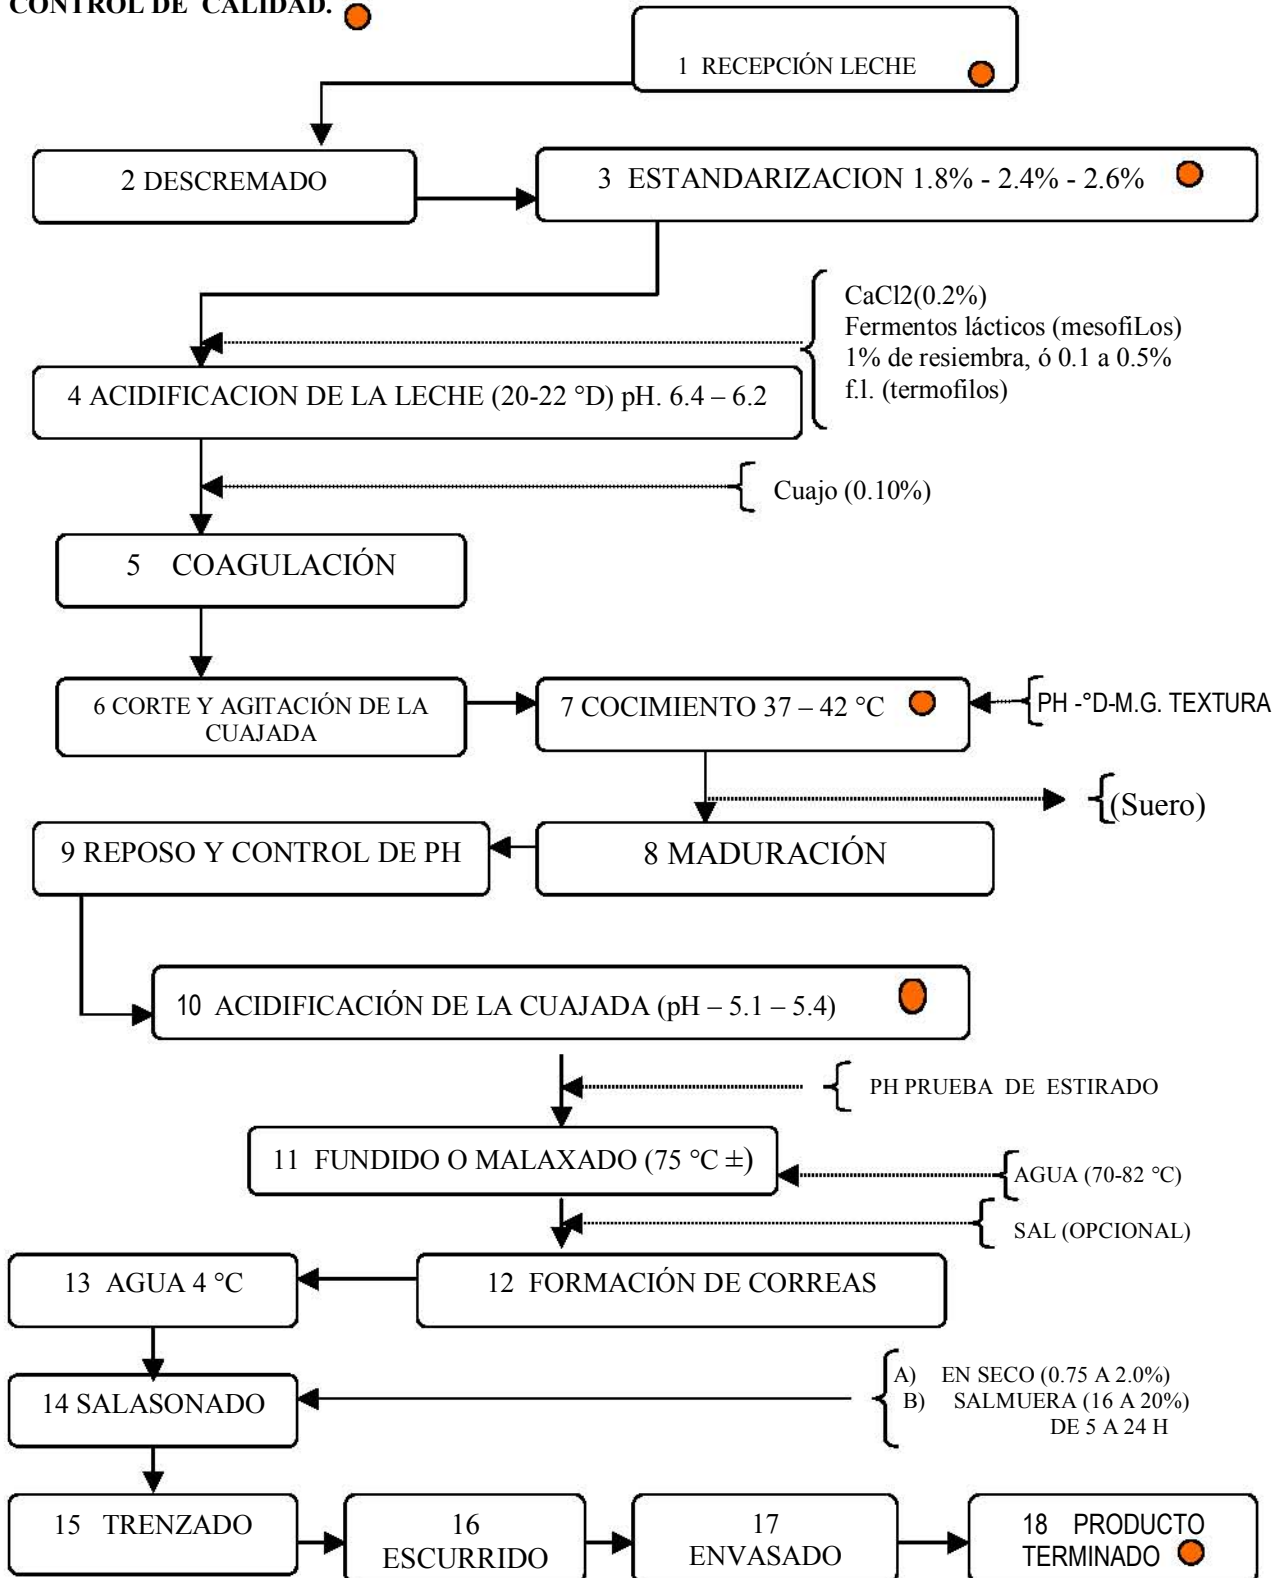 CONTROL DE CALIDAD.
1 RECEPCIÓN LECHE
2 DESCREMADO
3 ESTANDARIZACION 1.8% - 2.4% - 2.6%
CaCl2(0.2%)
Fermentos lácticos (mesofiLos)
1% de resiembra, ó 0.1 a 0.5%
f.l. (termofilos)
4 ACIDIFICACION DE LA LECHE (20-22 °D) pH. 6.4 – 6.2
Cuajo (0.10%)
5 COAGULACIÓN
6 CORTE Y AGITACIÓN DE LA
CUAJADA
7 COCIMIENTO 37 – 42 °C
PH -°D-M.G. TEXTURA
(Suero)
8 MADURACIÓN
9 REPOSO Y CONTROL DE PH
10 ACIDIFICACIÓN DE LA CUAJADA (pH – 5.1 – 5.4)
PH PRUEBA DE ESTIRADO
11 FUNDIDO O MALAXADO (75 °C ±)
AGUA (70-82 °C)
SAL (OPCIONAL)
12 FORMACIÓN DE CORREAS
13 AGUA 4 °C
14 SALASONADO
A) EN SECO (0.75 A 2.0%)
B) SALMUERA (16 A 20%)
DE 5 A 24 H
15 TRENZADO
16
ESCURRIDO
17
ENVASADO
18 PRODUCTO
TERMINADO